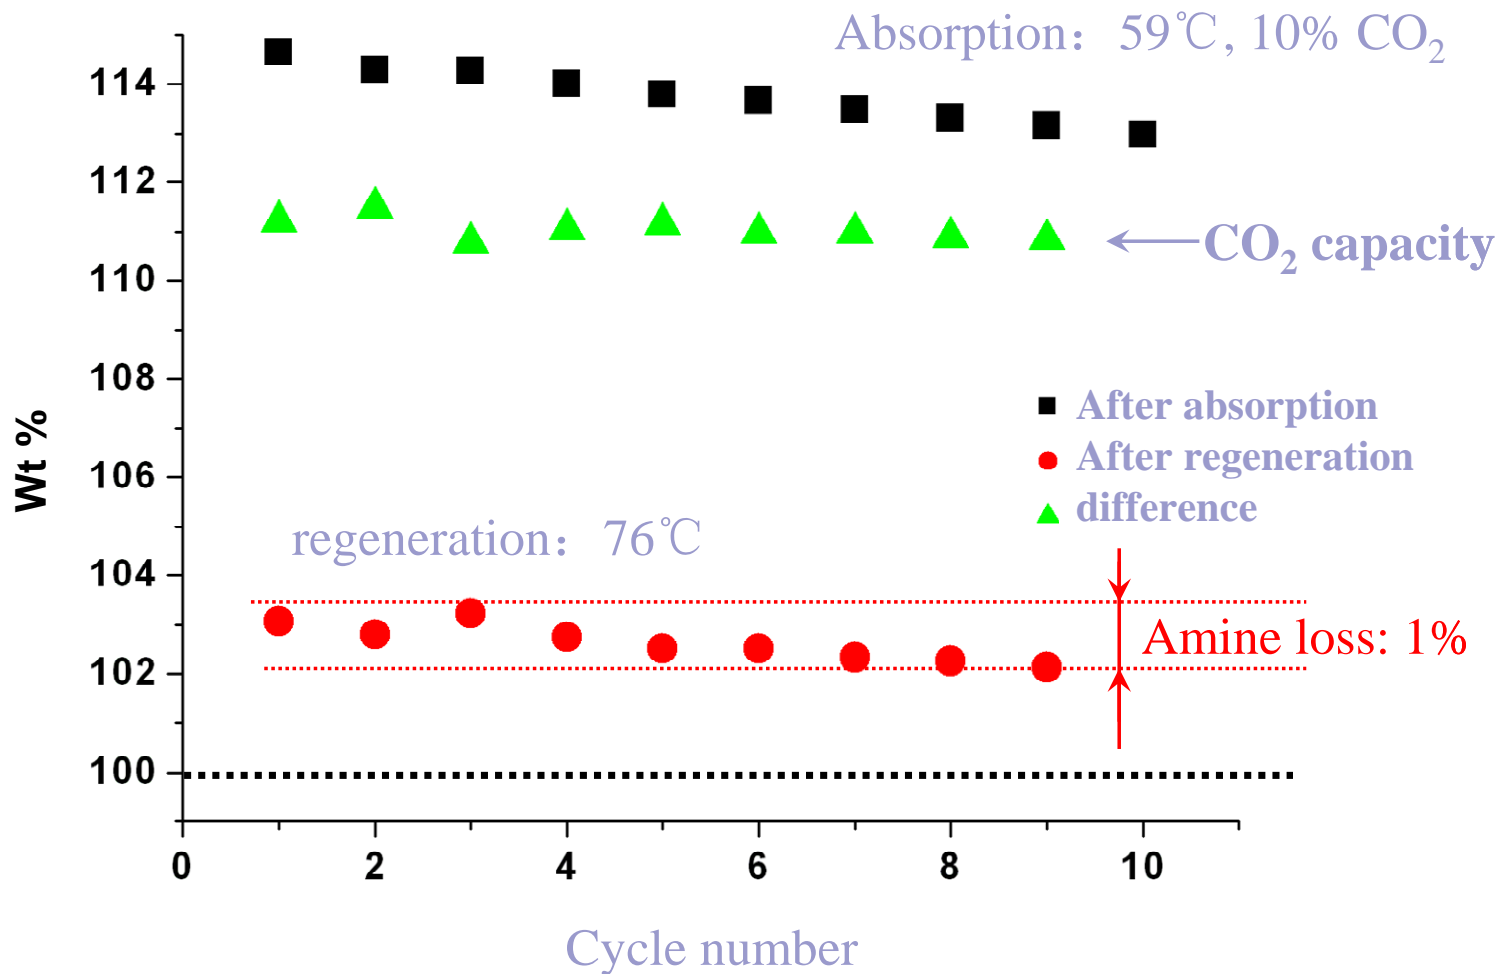 Absorption：59℃, 10% CO₂
114
112
CO₂ capacity
110
108
After absorption
106
After regeneration
difference
Wt %
regeneration：76℃
104
Amine loss: 1%
102
100
0 2 4 6 8 10
Cycle number